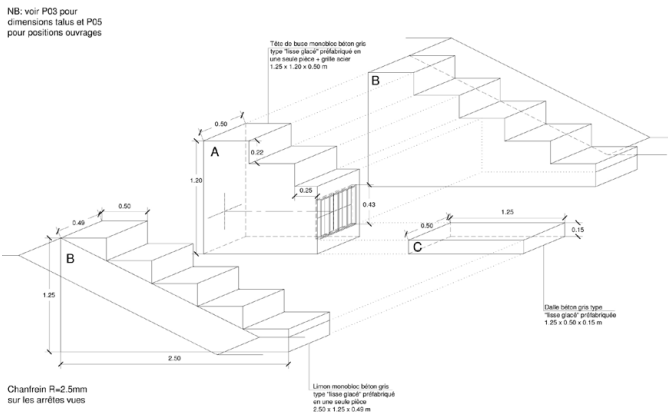 NB: voir P03 pour
dimensions talus et P05
pour positions ouvrages
Tête de buse monobloc béton gris
type "lisse glacé" préfabriqué en
une seule pièce + grille acier
1.25 x 1.20 x 0.50 m
B
0.50
A
0.22
1.20
0.25
0.43
0.50
1.25
0.15
C
0.49
0.50
B
1.25
2.50
Dalle béton gris type
"lisse glacé" préfabriquée
1.25 x 0.50 x 0.15 m
Limon monobloc béton gris
type "lisse glacé" préfabriqué
en une seule pièce
2.50 x 1.25 x 0.49 m
Chanfrein R=2.5mm
sur les arrêtes vues